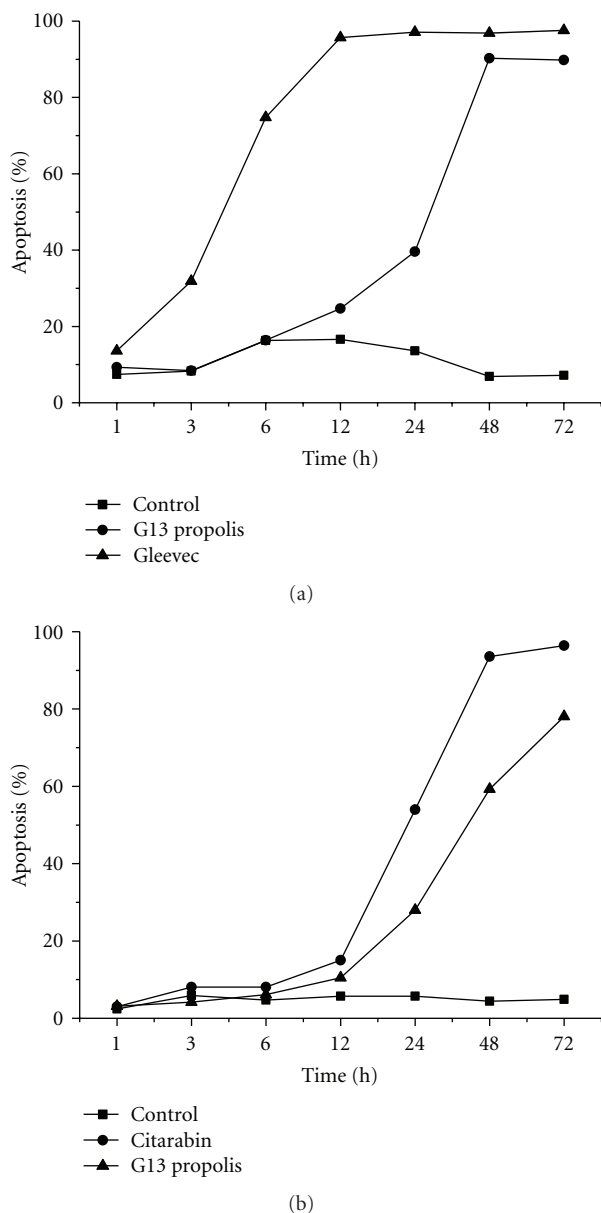 100
80
60
40
20
0
Apoptosis (%)
1 3 6 12 24 48 72
Time (h)
Control
G13 propolis
Gleevec
(a)
100
80
60
40
20
0
Apoptosis (%)
1 3 6 12 24 48 72
Time (h)
Control
Citarabin
G13 propolis
(b)